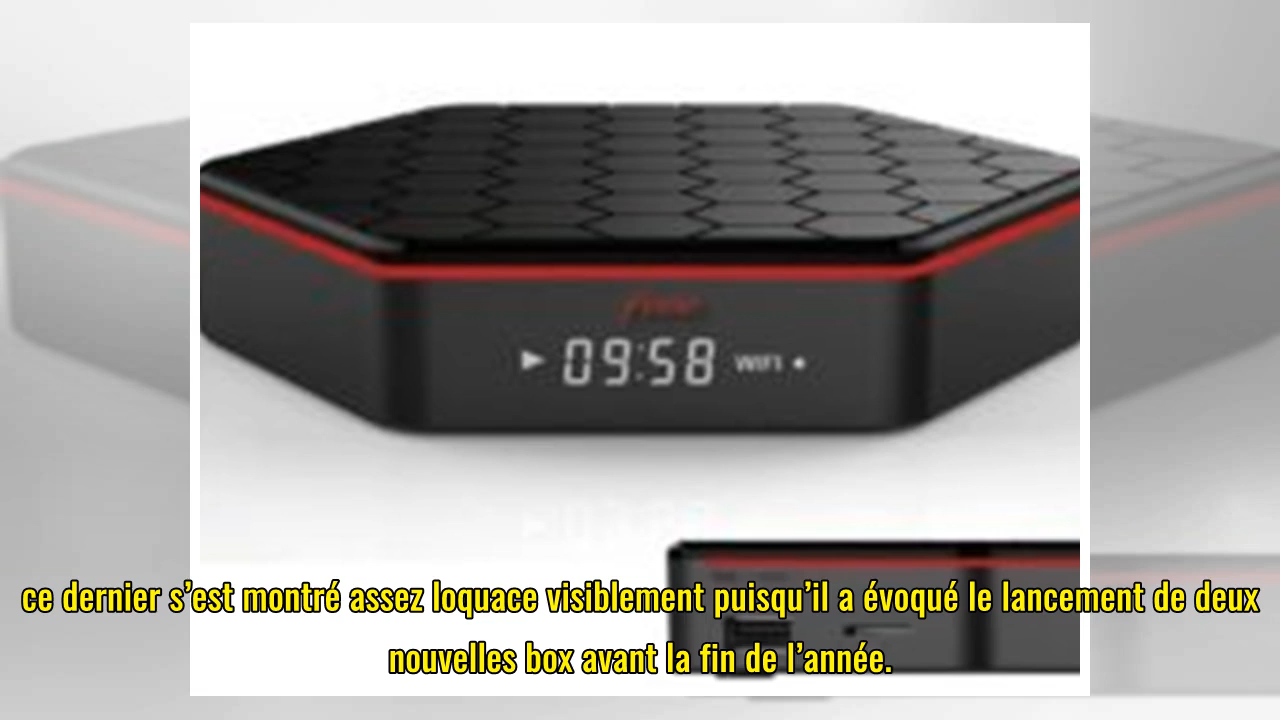 09:58 WIFI
ce dernier s’est montré assez loquace visiblement puisqu’il a évoqué le lancement de deux
nouvelles box avant la fin de l’année.